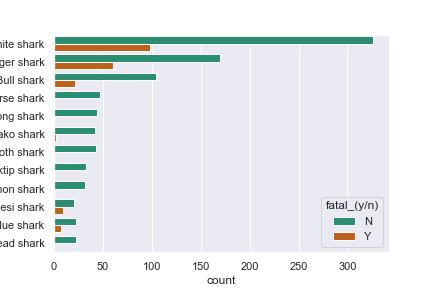 ite shark
ger shark
Bull shark
rse shark
ong shark
ako shark
oth shark
ktip shark
non shark
esi shark
lue shark
ead shark
0 50 100 150 200 250 300
count
fatal_(y/n)
N
Y